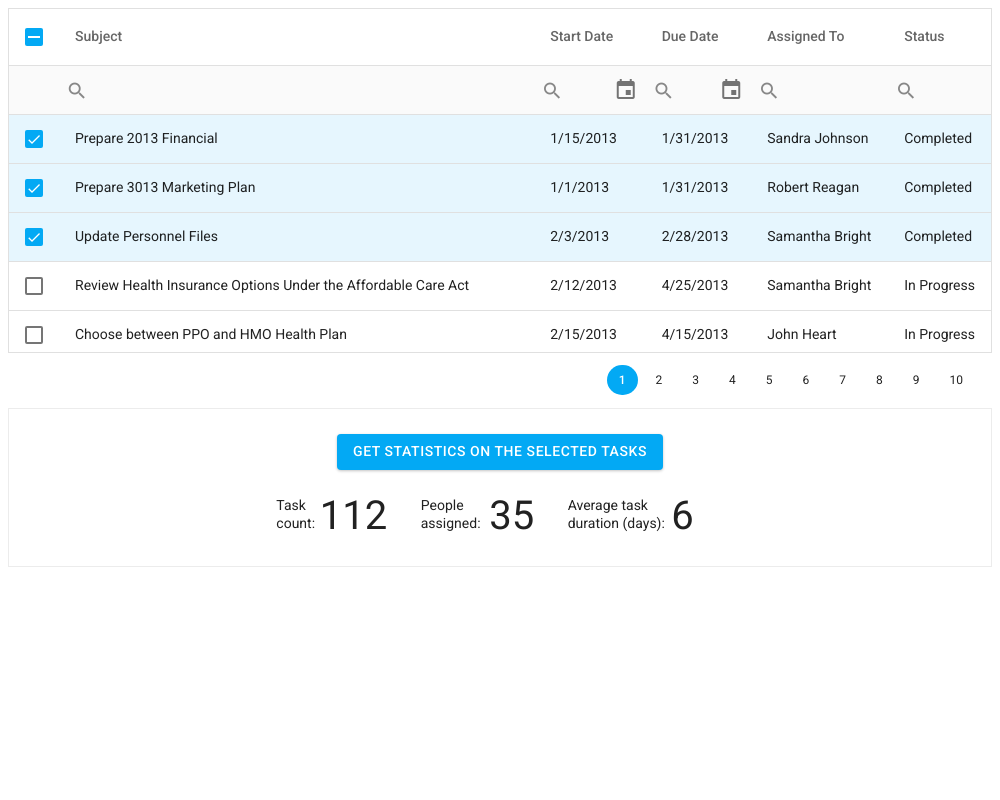 Subject Start Date Due Date Assigned To Status
Prepare 2013 Financial 1/15/2013 1/31/2013 Sandra Johnson Completed
Prepare 3013 Marketing Plan 1/1/2013 1/31/2013 Robert Reagan Completed
Update Personnel Files 2/3/2013 2/28/2013 Samantha Bright Completed
Review Health Insurance Options Under the Affordable Care Act 2/12/2013 4/25/2013 Samantha Bright In Progress
Choose between PPO and HMO Health Plan 2/15/2013 4/15/2013 John Heart In Progress
1 2 3 4 5 6 7 8 9 10
GET STATISTICS ON THE SELECTED TASKS
Task
count: 112
People
assigned: 35
Average task
duration (days): 6